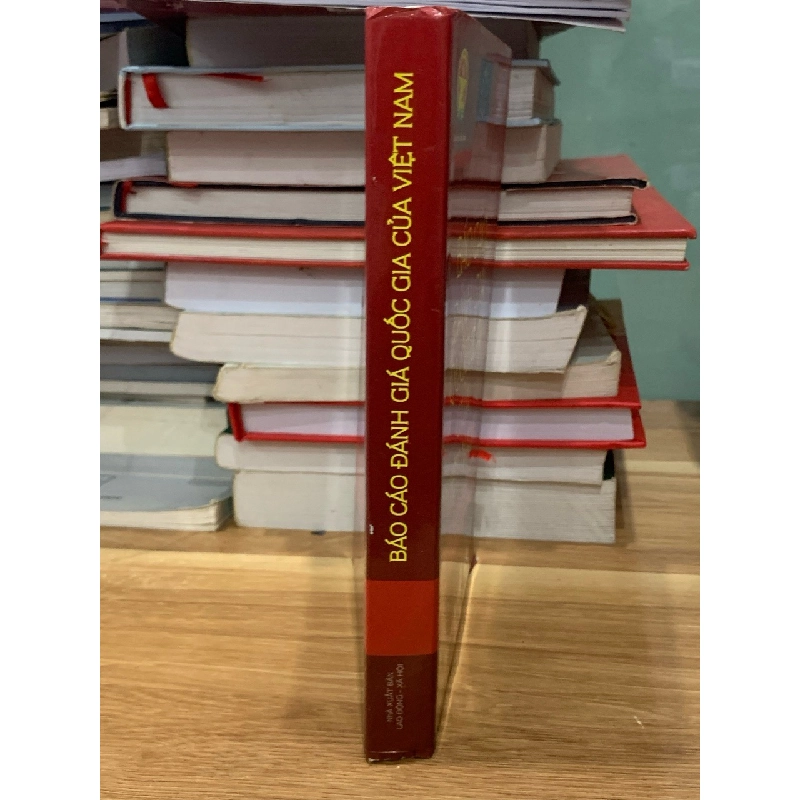 BÁO CÁO ĐÁNH GIÁ QUỐC GIA CỦA VIỆT NAM
NHÀ XUẤT BẢN
LAO ĐỘNG - XÃ HỘI